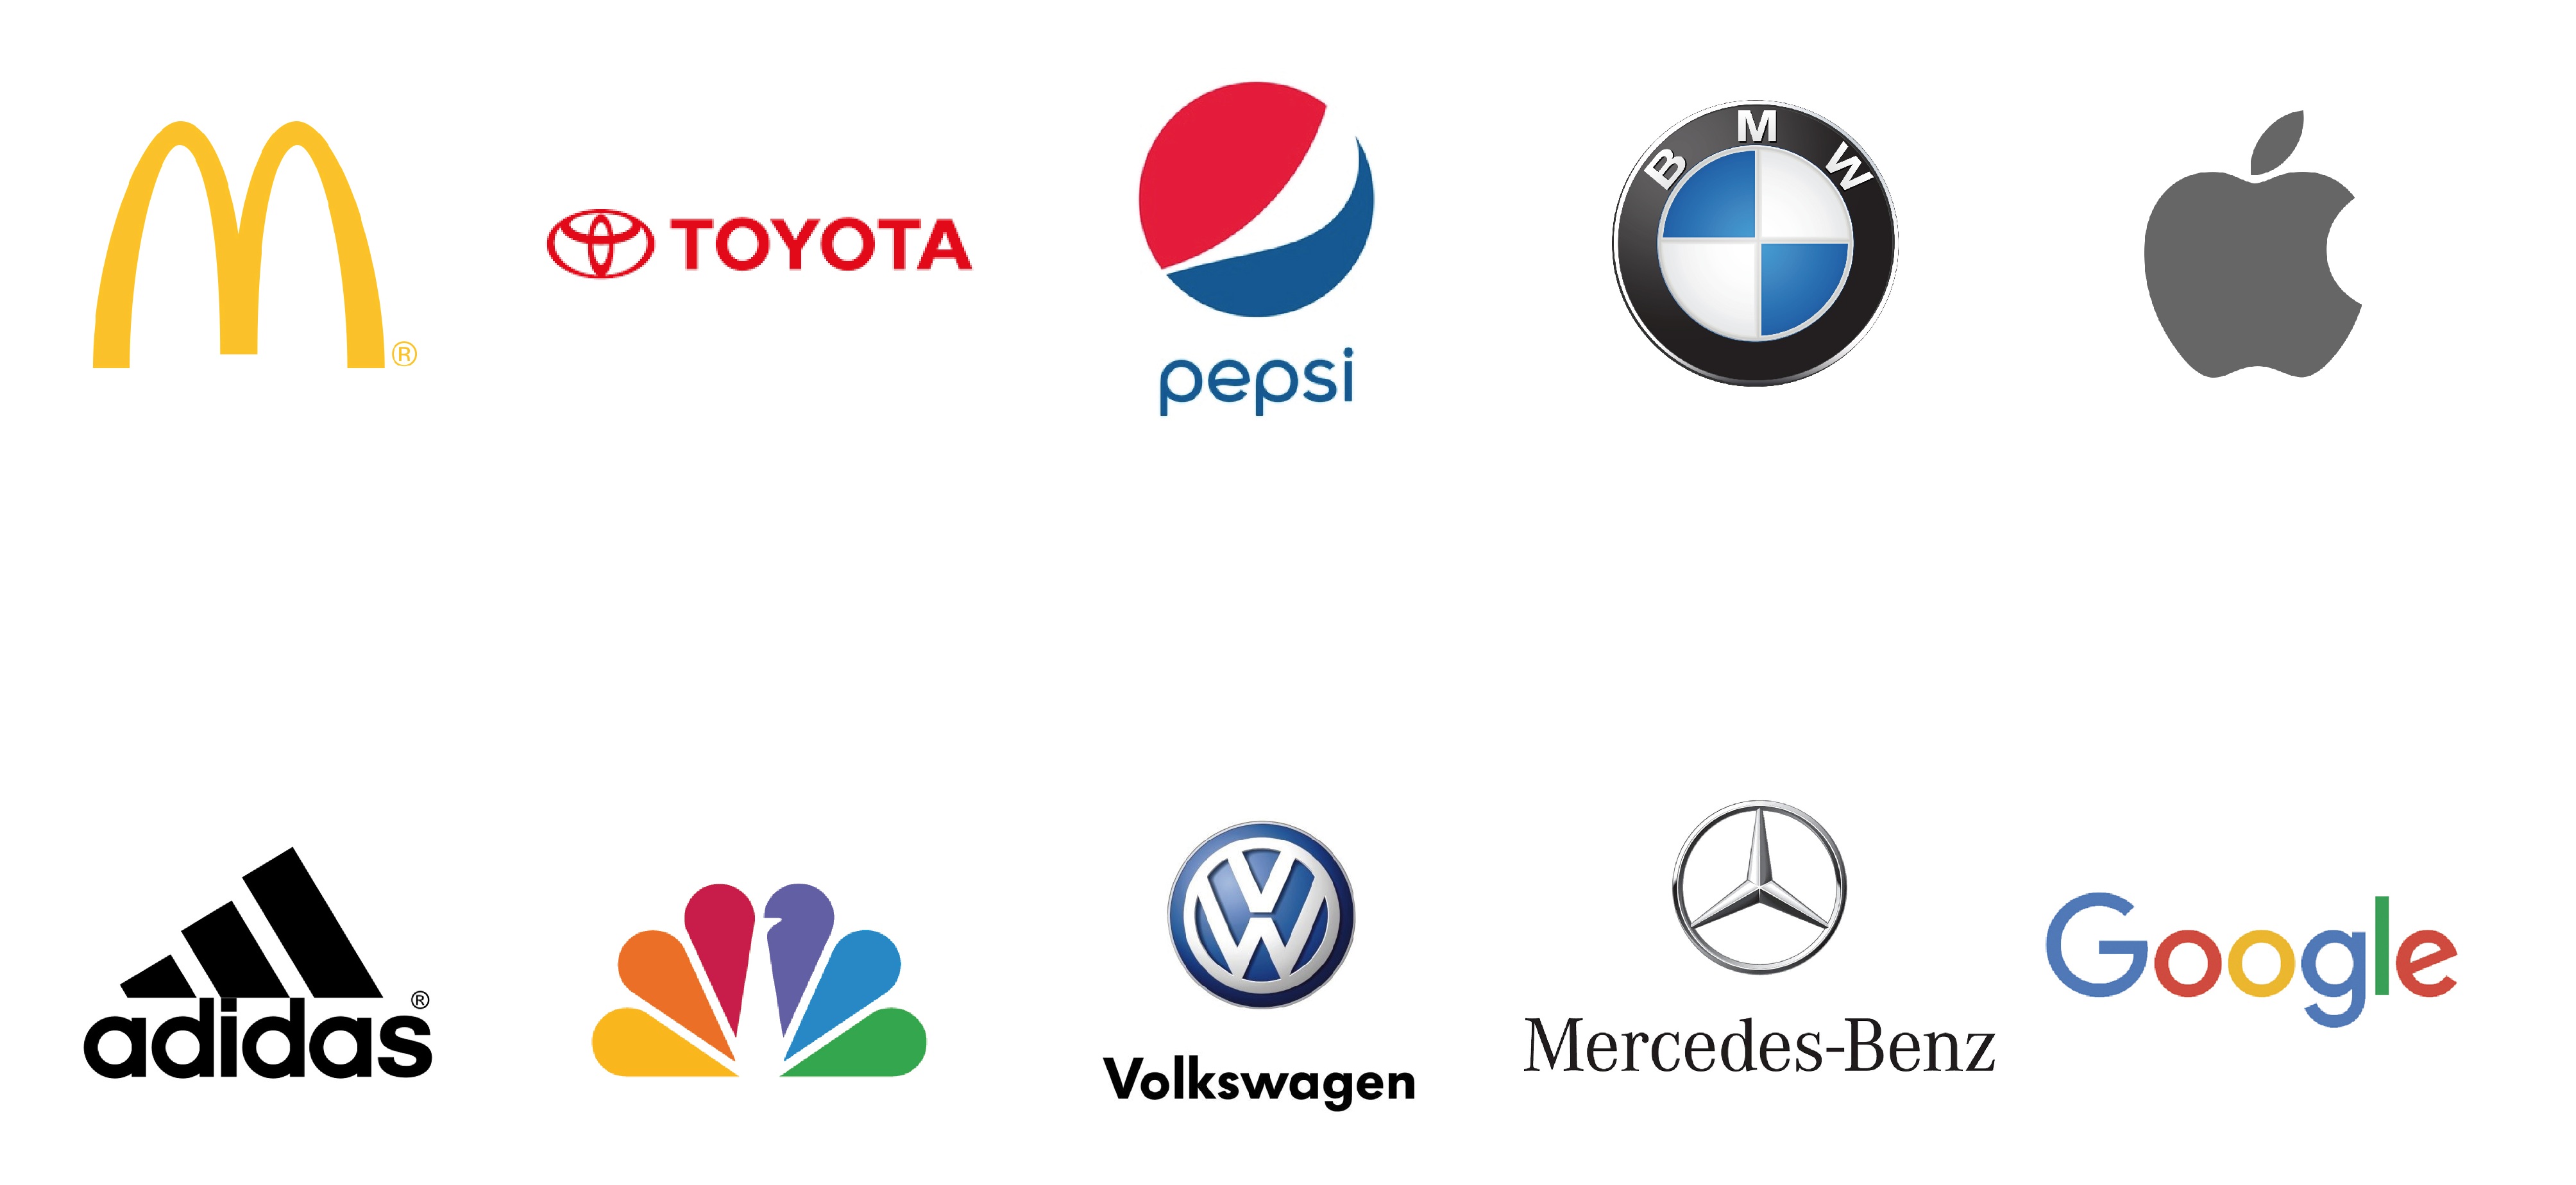 M ®
TOYOTA
pepsi
BMW
adidas ®
Volkswagen
Mercedes-Benz
Google